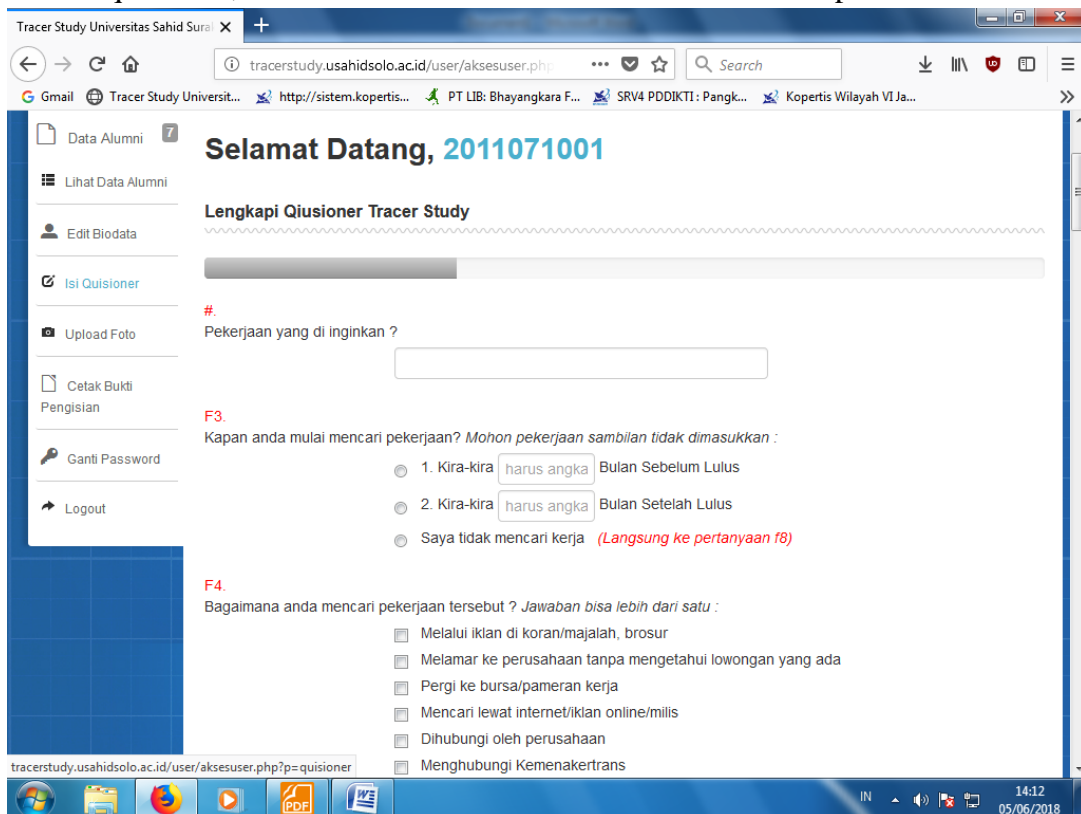 Tracer Study Universitas Sahid Sura
tracerstudy.usahidsolo.ac.id/user/aksesuser.php
Search
Gmail
Tracer Study Universit...
http://sistem.kopertis...
PT LIB: Bhayangkara F...
SRV4 PDDIKTI : Pangk...
Kopertis Wilayah VI Ja...
Data Alumni 7
Lihat Data Alumni
Edit Biodata
Isi Quisioner
Upload Foto
Cetak Bukti
Pengisian
Ganti Password
Logout
Selamat Datang, 2011071001
Lengkapi Qiusioner Tracer Study
#.
Pekerjaan yang di inginkan ?
F3.
Kapan anda mulai mencari pekerjaan? Mohon pekerjaan sambilan tidak dimasukkan :
1. Kira-kira harus angka Bulan Sebelum Lulus
2. Kira-kira harus angka Bulan Setelah Lulus
Saya tidak mencari kerja (Langsung ke pertanyaan f8)
F4.
Bagaimana anda mencari pekerjaan tersebut ? Jawaban bisa lebih dari satu :
Melalui iklan di koran/majalah, brosur
Melamar ke perusahaan tanpa mengetahui lowongan yang ada
Pergi ke bursa/pameran kerja
Mencari lewat internet/iklan online/milis
Dihubungi oleh perusahaan
Menghubungi Kemenakertrans
tracerstudy.usahidsolo.ac.id/user/aksesuser.php?p=quisioner
PDF
IN
14:12
05/06/2018